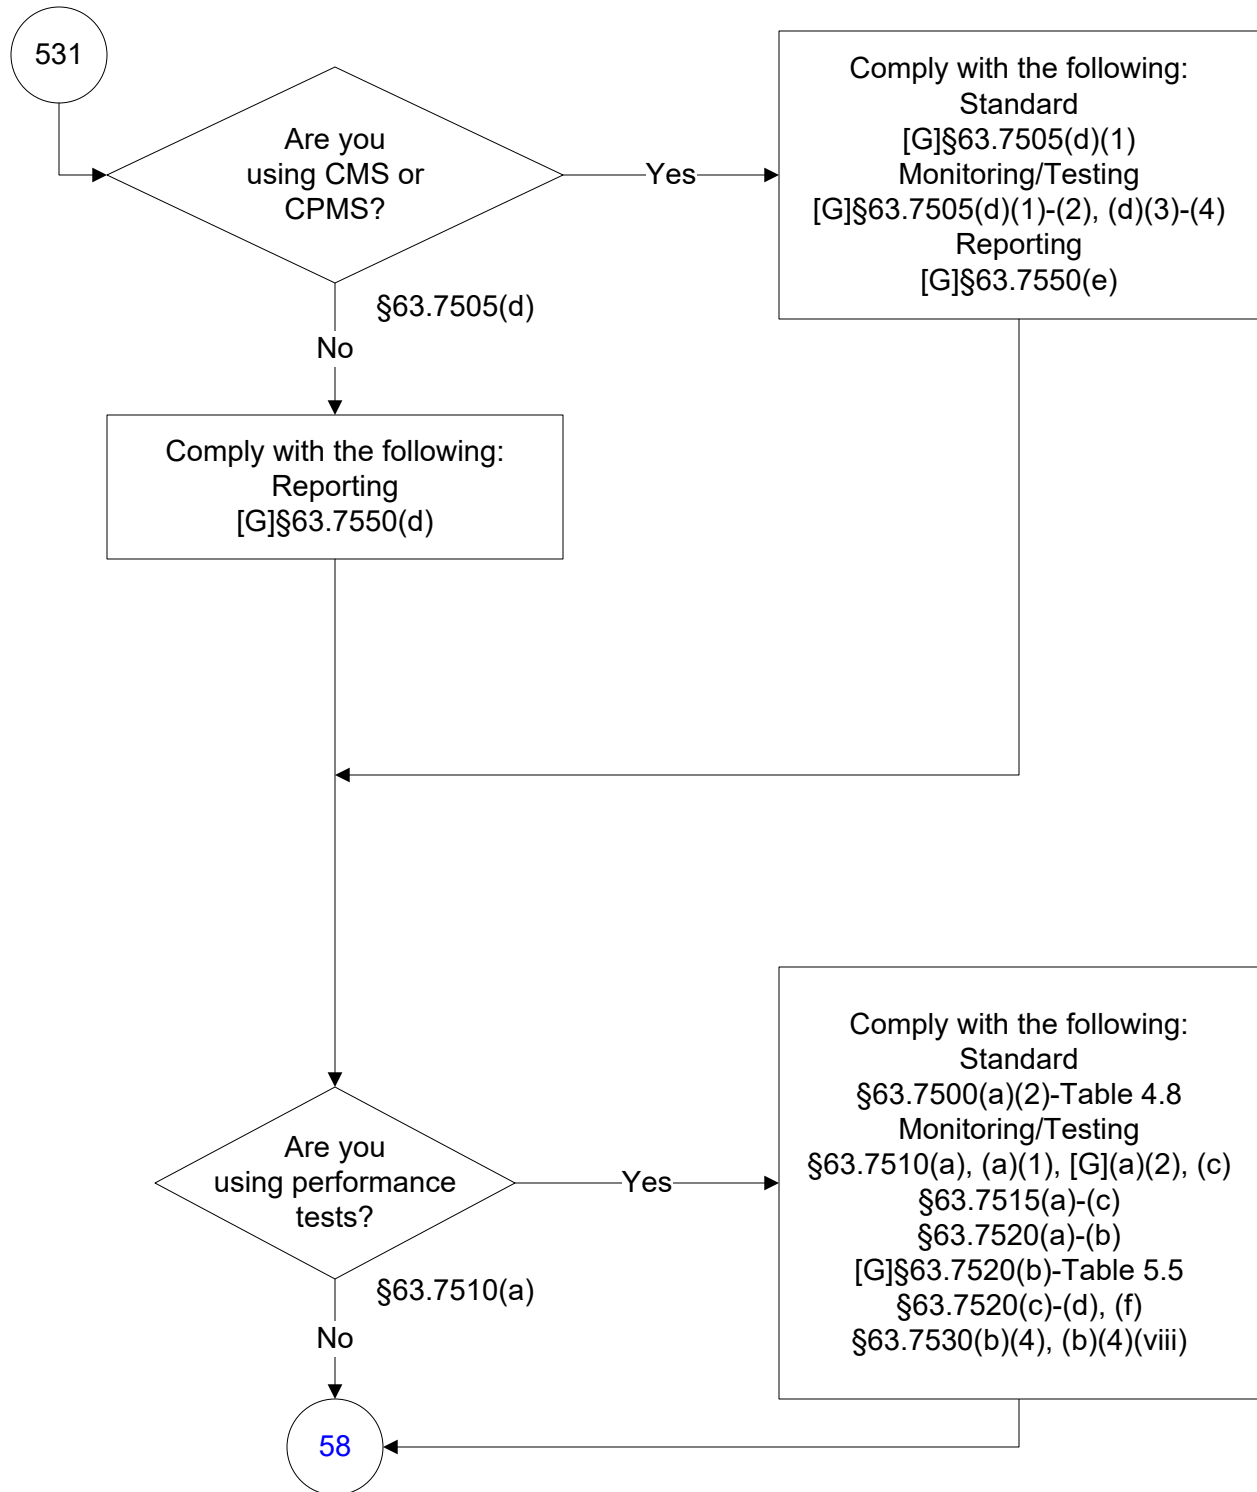 531
Are you
using CMS or
CPMS?
Yes
Comply with the following:
Standard
[G]§63.7505(d)(1)
Monitoring/Testing
[G]§63.7505(d)(1)-(2), (d)(3)-(4)
Reporting
[G]§63.7550(e)
§63.7505(d)
No
Comply with the following:
Reporting
[G]§63.7550(d)
Are you
using performance
tests?
Yes
Comply with the following:
Standard
§63.7500(a)(2)-Table 4.8
Monitoring/Testing
§63.7510(a), (a)(1), [G](a)(2), (c)
§63.7515(a)-(c)
§63.7520(a)-(b)
[G]§63.7520(b)-Table 5.5
§63.7520(c)-(d), (f)
§63.7530(b)(4), (b)(4)(viii)
§63.7510(a)
No
58